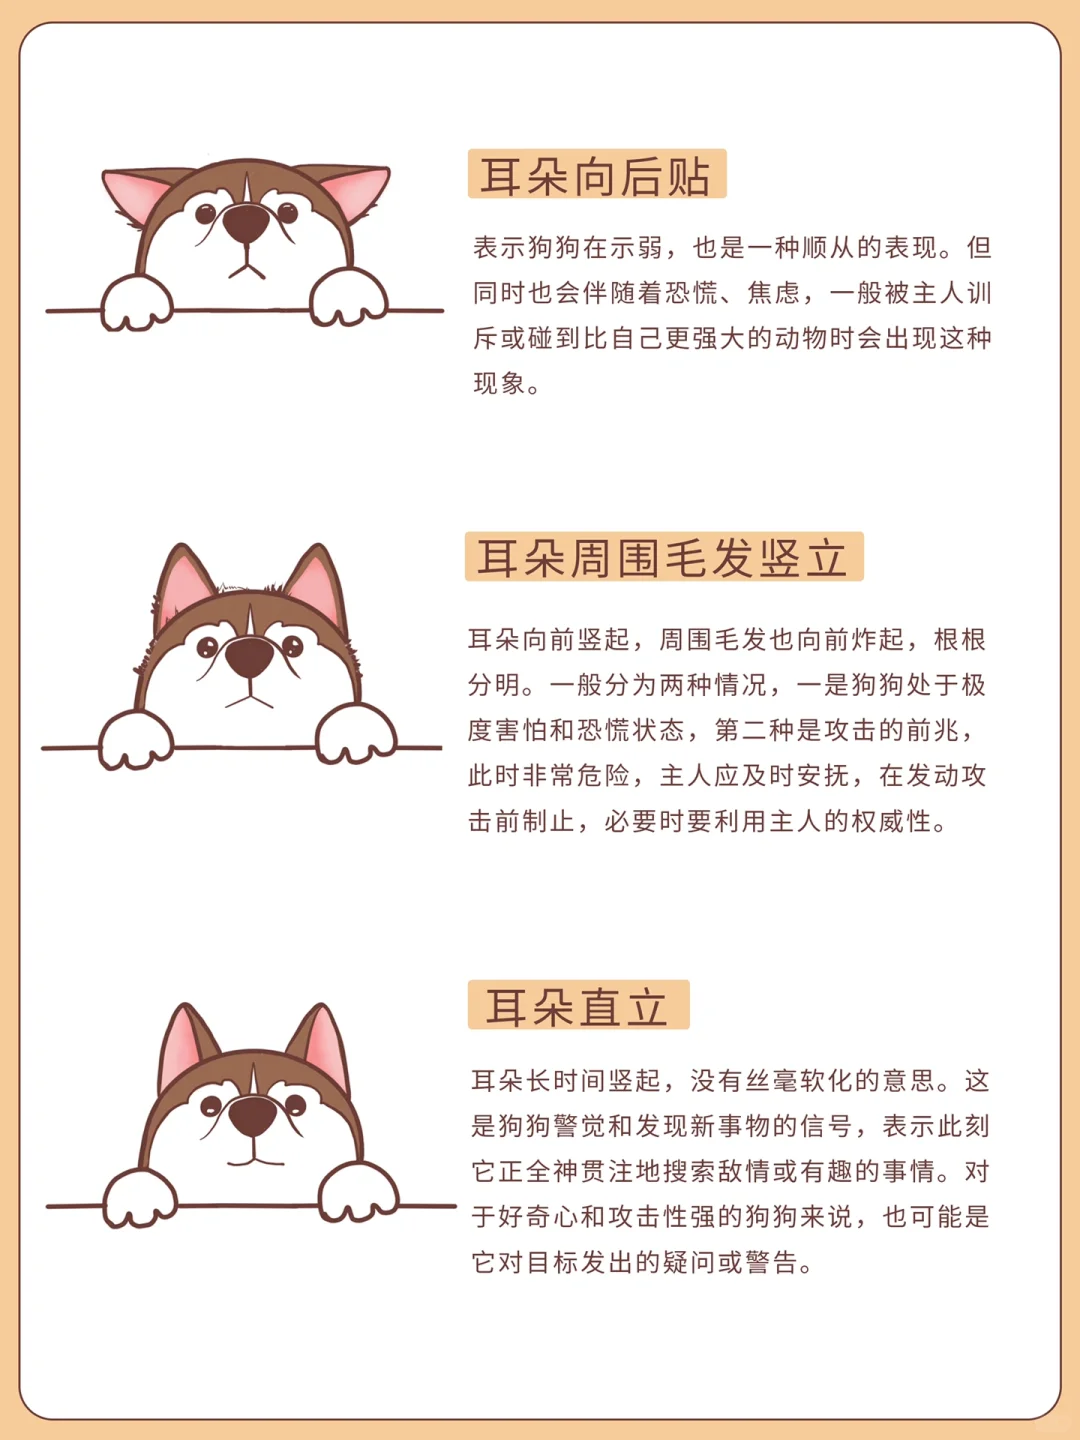 耳朵向后贴
表示狗狗在示弱，也是一种顺从的表现。但
同时也会伴随着恐慌、焦虑，一般被主人训
斥或碰到比自己更强大的动物时会出现这种
现象。
耳朵周围毛发竖立
耳朵向前竖起，周围毛发也向前炸起，根根
分明。一般分为两种情况，一是狗狗处于极
度害怕和恐慌状态，第二种是攻击的前兆，
此时非常危险，主人应及时安抚，在发动攻
击前制止，必要时要利用主人的权威性。
耳朵直立
耳朵长时间竖起，没有丝毫软化的意思。这
是狗狗警觉和发现新事物的信号，表示此刻
它正全神贯注地搜索敌情或有趣的事情。对
于好奇心和攻击性强的狗狗来说，也可能是
它对目标发出的疑问或警告。